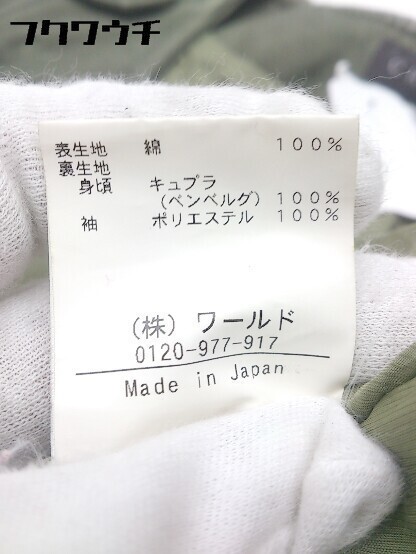 フクワウチ
表生地 綿 100%
裏生地
身頃 キュプラ
(ベンベルグ) 100%
袖 ポリエステル 100%
(株) ワールド
0120-977-917
Made in Japan